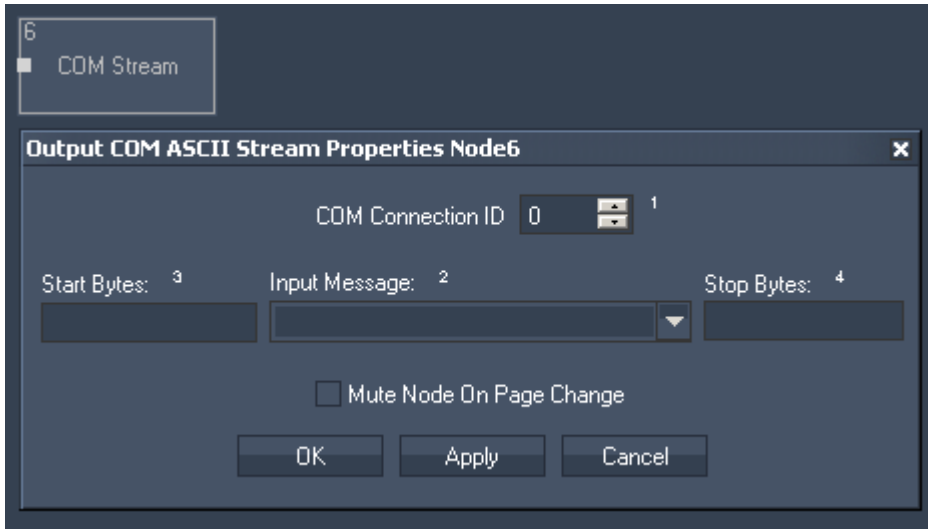 6
COM Stream
Output COM ASCII Stream Properties Node6
COM Connection ID 0 1
Start Bytes: 3 Input Message: 2 Stop Bytes: 4
Mute Node On Page Change
OK Apply Cancel